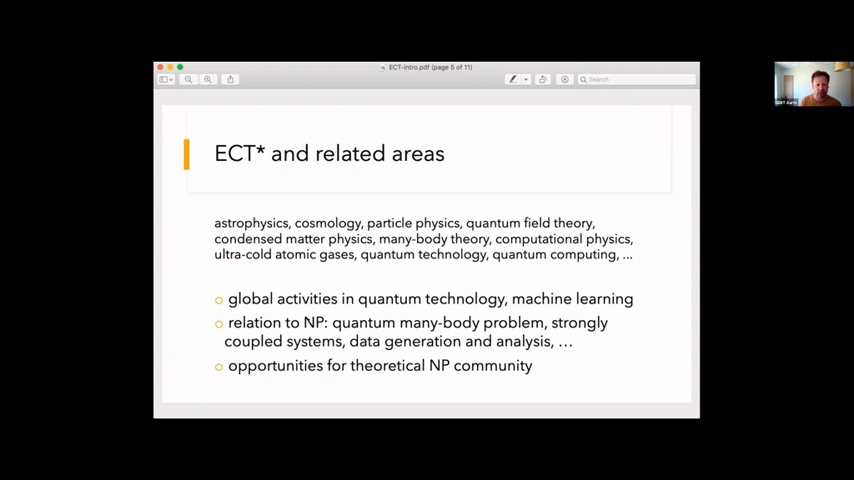 ECT-intro.pdf (page 5 of 11)
Search
ECT* and related areas
astrophysics, cosmology, particle physics, quantum field theory,
condensed matter physics, many-body theory, computational physics,
ultra-cold atomic gases, quantum technology, quantum computing, ...
global activities in quantum technology, machine learning
relation to NP: quantum many-body problem, strongly
coupled systems, data generation and analysis, …
opportunities for theoretical NP community
Aarts